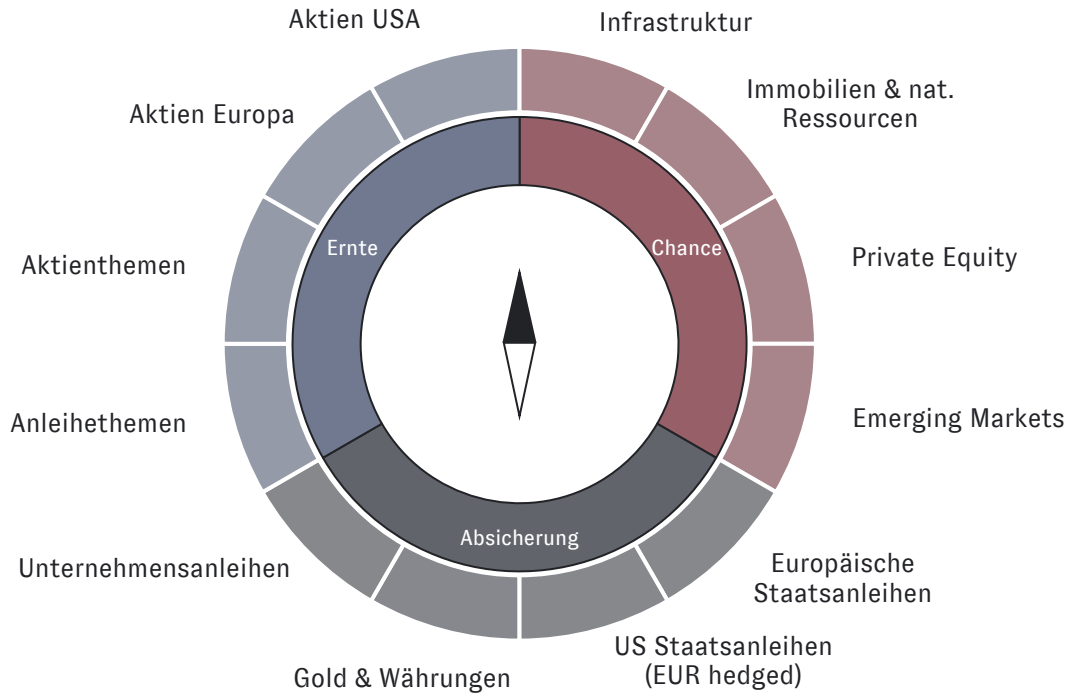 Aktien USA
Infrastruktur
Immobilien & nat.
Ressourcen
Aktien Europa
Ernte
Chance
Private Equity
Aktienthemen
Emerging Markets
Anleihethemen
Absicherung
Unternehmensanleihen
Europäische
Staatsanleihen
US Staatsanleihen
(EUR hedged)
Gold & Währungen